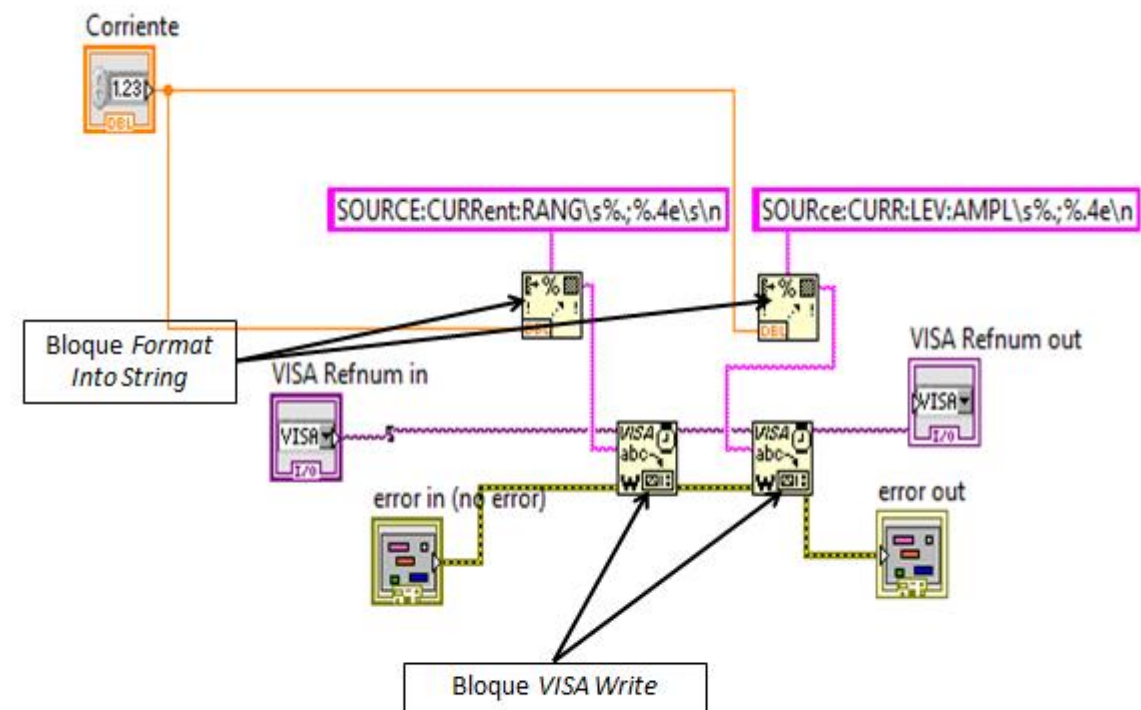 Corriente
1.23
DBL
SOURCE:CURRent:RANG\s%.;%.4e\s\n
SOURce:CURR:LEV:AMPL\s%.;%.4e\n
%
%
DBL
DBL
Bloque Format
Into String
VISA Refnum in
VISA Refnum out
VISA
I/O
VISA
I/O
VISA
abc
W
VISA
abc
W
error in (no error)
error out
Bloque VISA Write